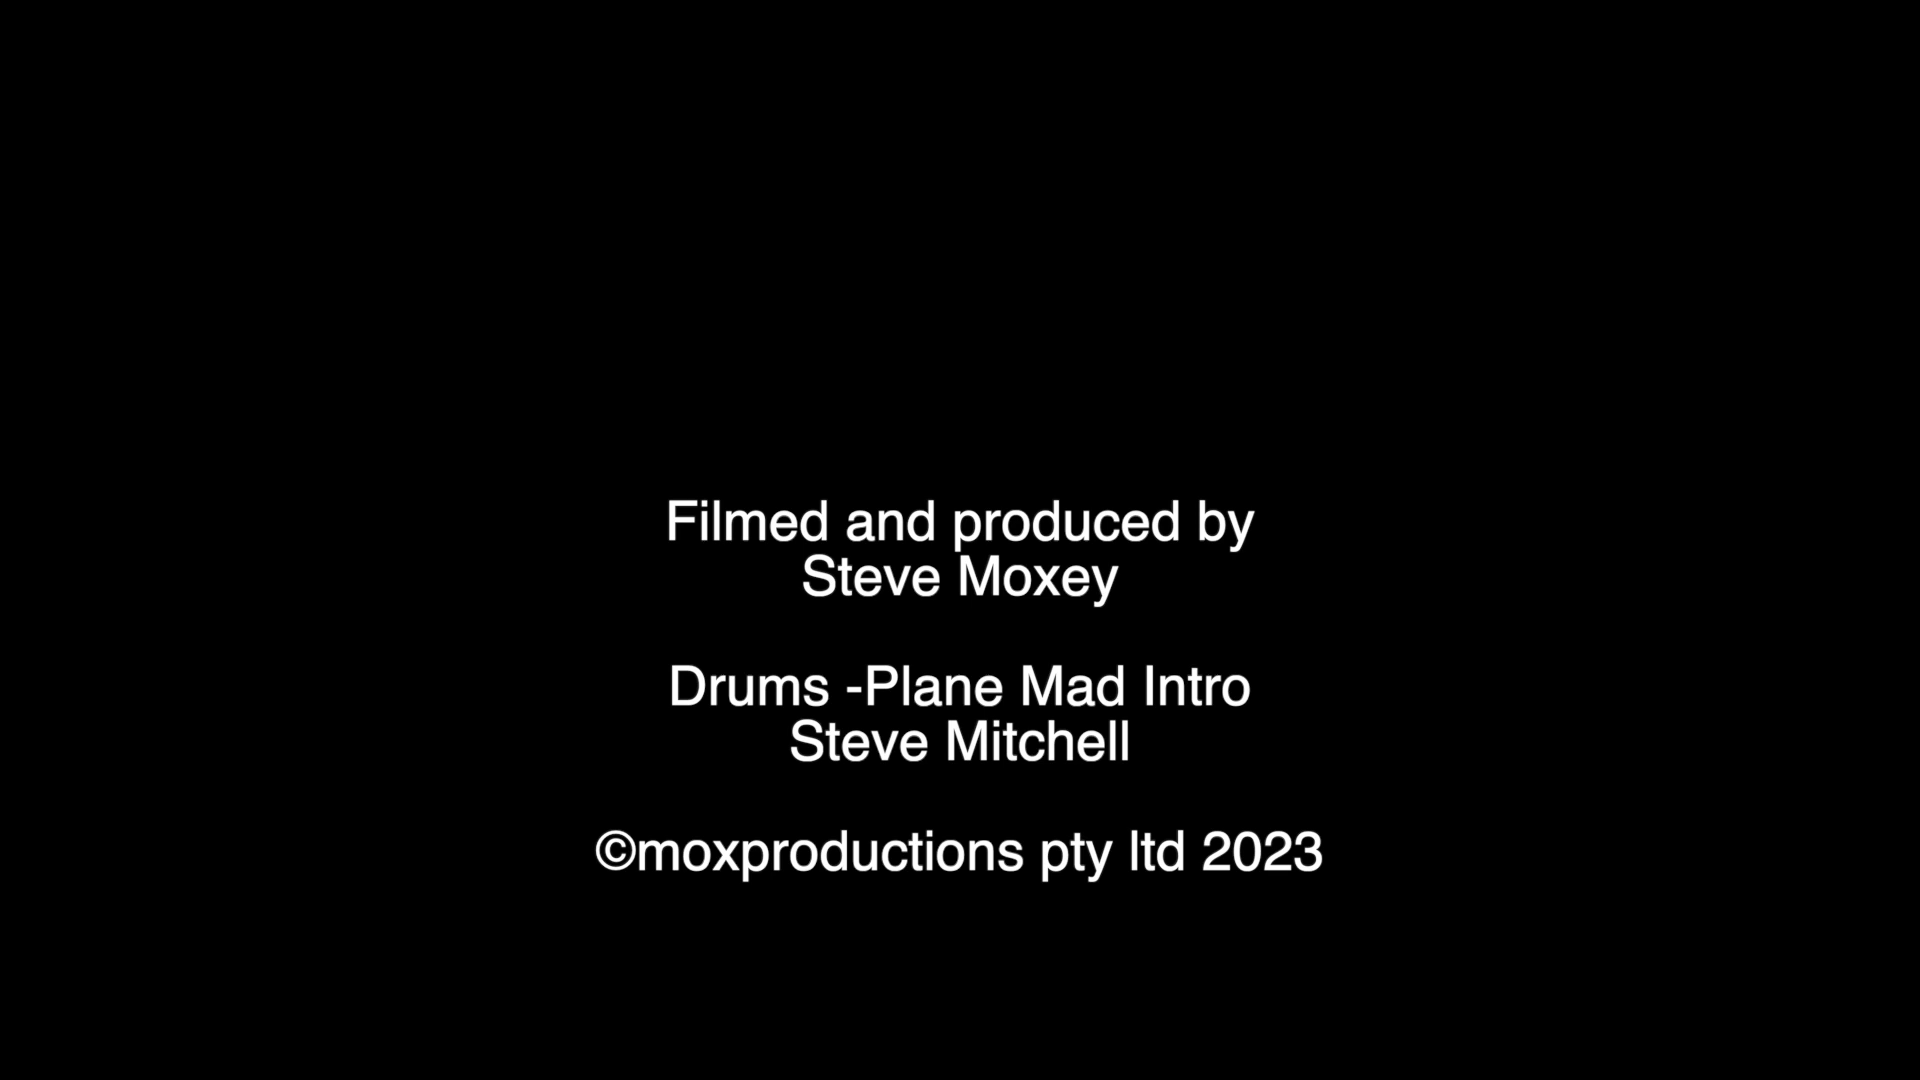 Filmed and produced by
Steve Moxey
Drums -Plane Mad Intro
Steve Mitchell
©moxproductions pty ltd 2023